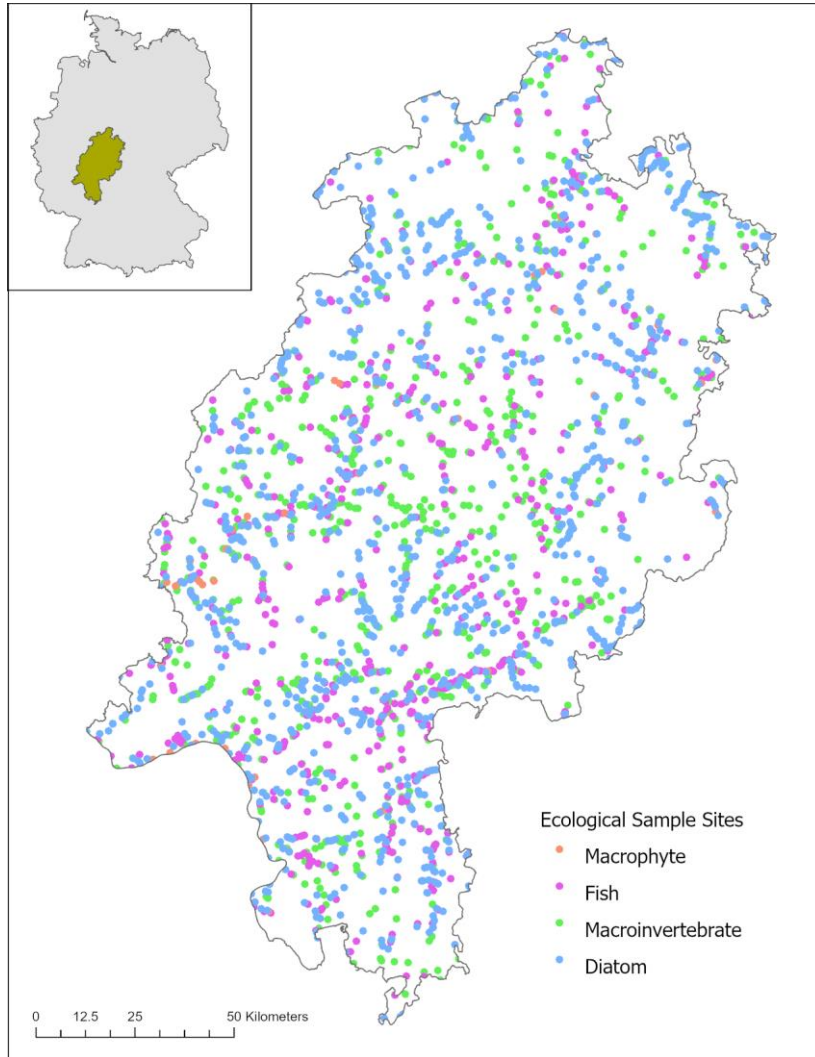 Ecological Sample Sites
Macrophyte
Fish
Macroinvertebrate
Diatom
0 12.5 25 50 Kilometers